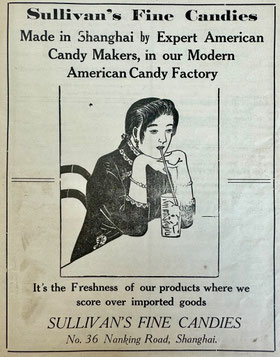 Sullivan's Fine Candies
Made in Shanghai by Expert American
Candy Makers, in our Modern
American Candy Factory
It's the Freshness of our products where we
score over imported goods
SULLIVAN'S FINE CANDIES
No. 36 Nanking Road, Shanghai.